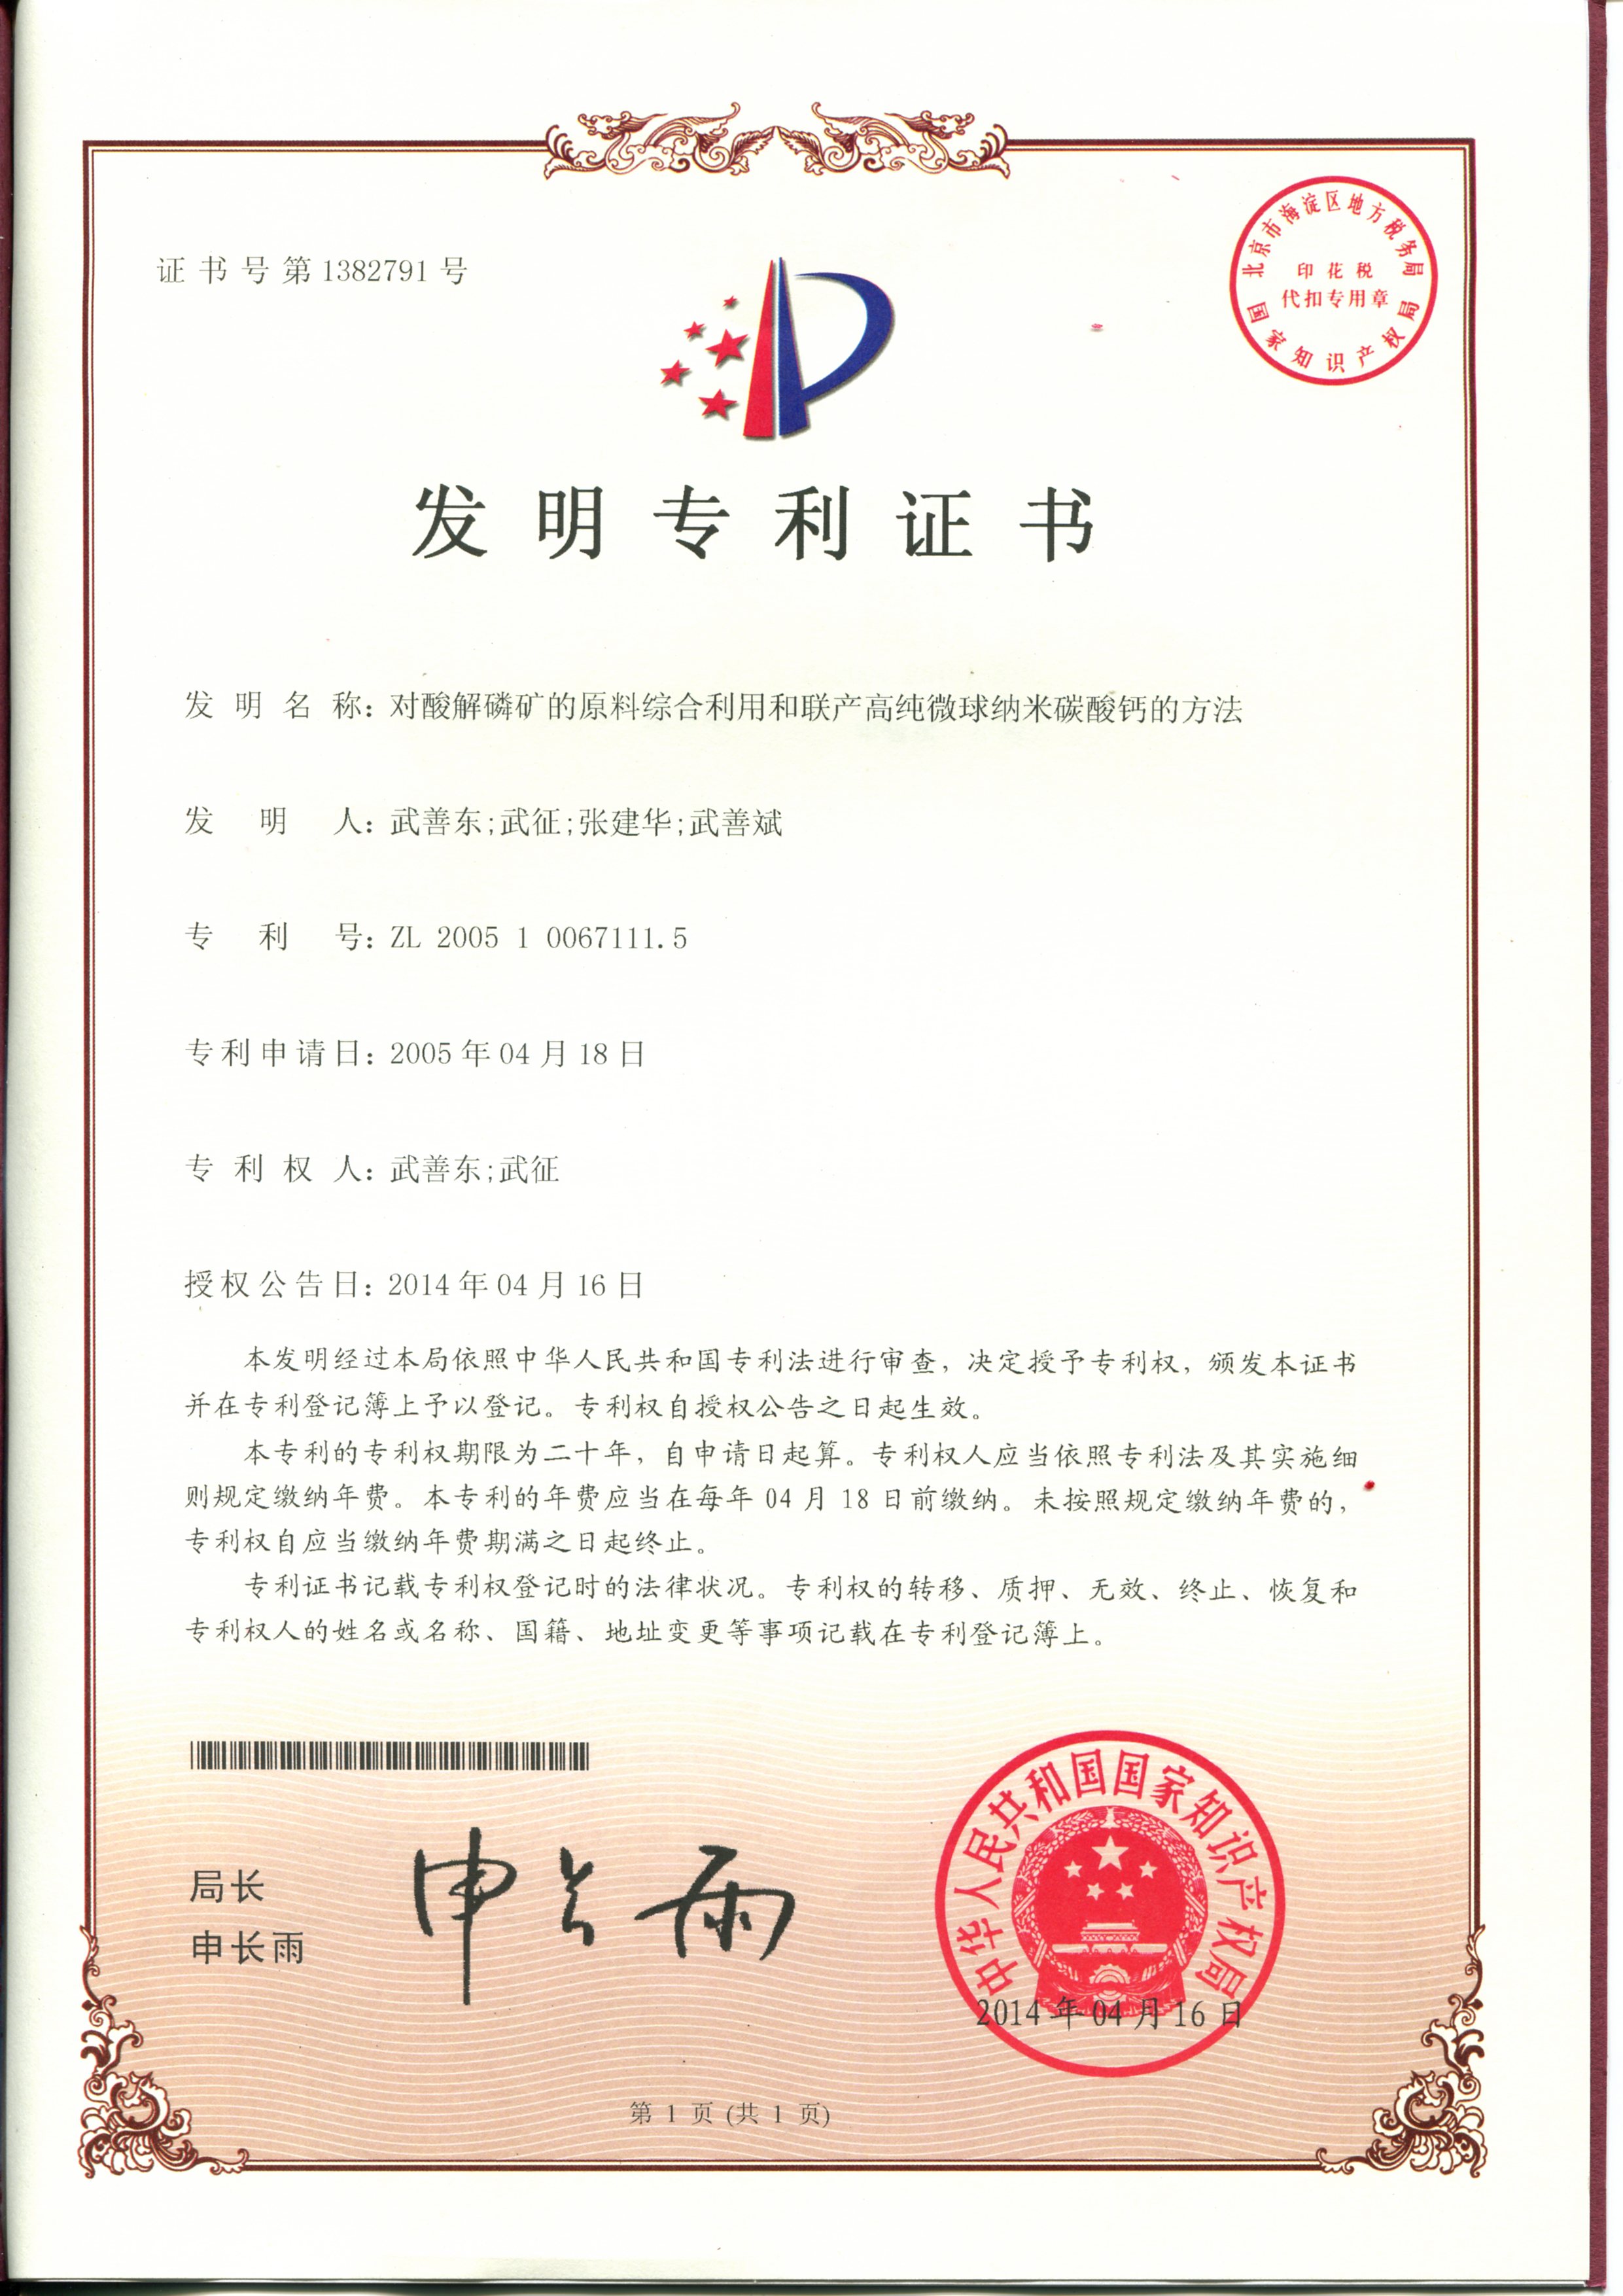 证书号第1382791号
北京市海淀区地方税务局
印花税
代扣专用章
国家知识产权局
发明专利证书
发明名称：对酸解磷矿的原料综合利用和联产高纯微球纳米碳酸钙的方法
发明人：武善东;武征;张建华;武善斌
专利号：ZL 2005 1 0067111.5
专利申请日：2005年04月18日
专利权人：武善东;武征
授权公告日：2014年04月16日
本发明经过本局依照中华人民共和国专利法进行审查，决定授予专利权，颁发本证书
并在专利登记簿上予以登记。专利权自授权公告之日起生效。
本专利的专利权期限为二十年，自申请日起算。专利权人应当依照专利法及其实施细
则规定缴纳年费。本专利的年费应当在每年04月18日前缴纳。未按照规定缴纳年费的，
专利权自应当缴纳年费期满之日起终止。
专利证书记载专利权登记时的法律状况。专利权的转移、质押、无效、终止、恢复和
专利权人的姓名或名称、国籍、地址变更等事项记载在专利登记簿上。
局长
申长雨
申长雨
中华人民共和国国家知识产权局
2014年04月16日
第 1 页 (共 1 页)